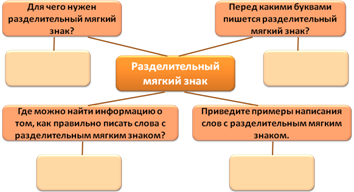 Для чего нужен
разделительный мягкий
знак?
Перед какими буквами
пишется разделительный
мягкий знак?
Разделительный
мягкий знак
Где можно найти информацию о
том, как правильно писать слова с
разделительным мягким знаком?
Приведите примеры написания
слов с разделительным мягким
знаком.